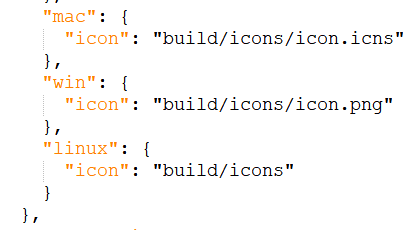 "mac": {
"icon": "build/icons/icon.icns"
},
"win": {
"icon": "build/icons/icon.png"
},
"linux": {
"icon": "build/icons"
}
},